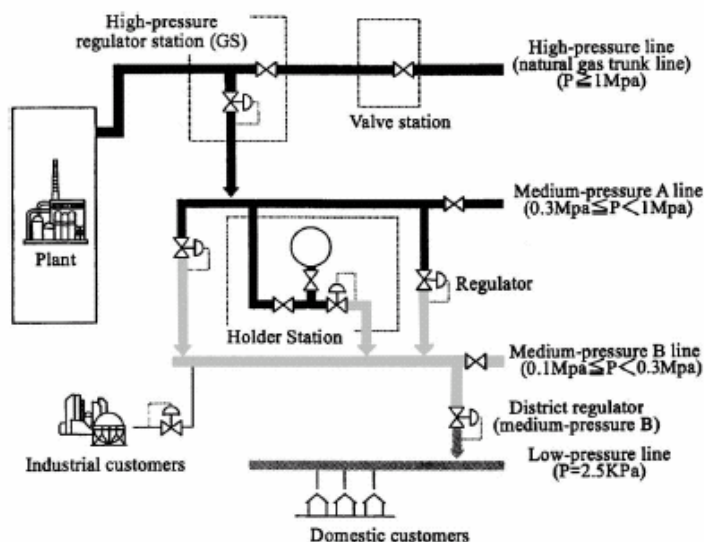 High-pressure
regulator station (GS)
High-pressure line
(natural gas trunk line)
(P≧1Mpa)
Valve station
Medium-pressure A line
(0.3Mpa≦P<1Mpa)
Plant
Regulator
Holder Station
Medium-pressure B line
(0.1Mpa≦P<0.3Mpa)
District regulator
(medium-pressure B)
Industrial customers
Low-pressure line
(P=2.5KPa)
Domestic customers